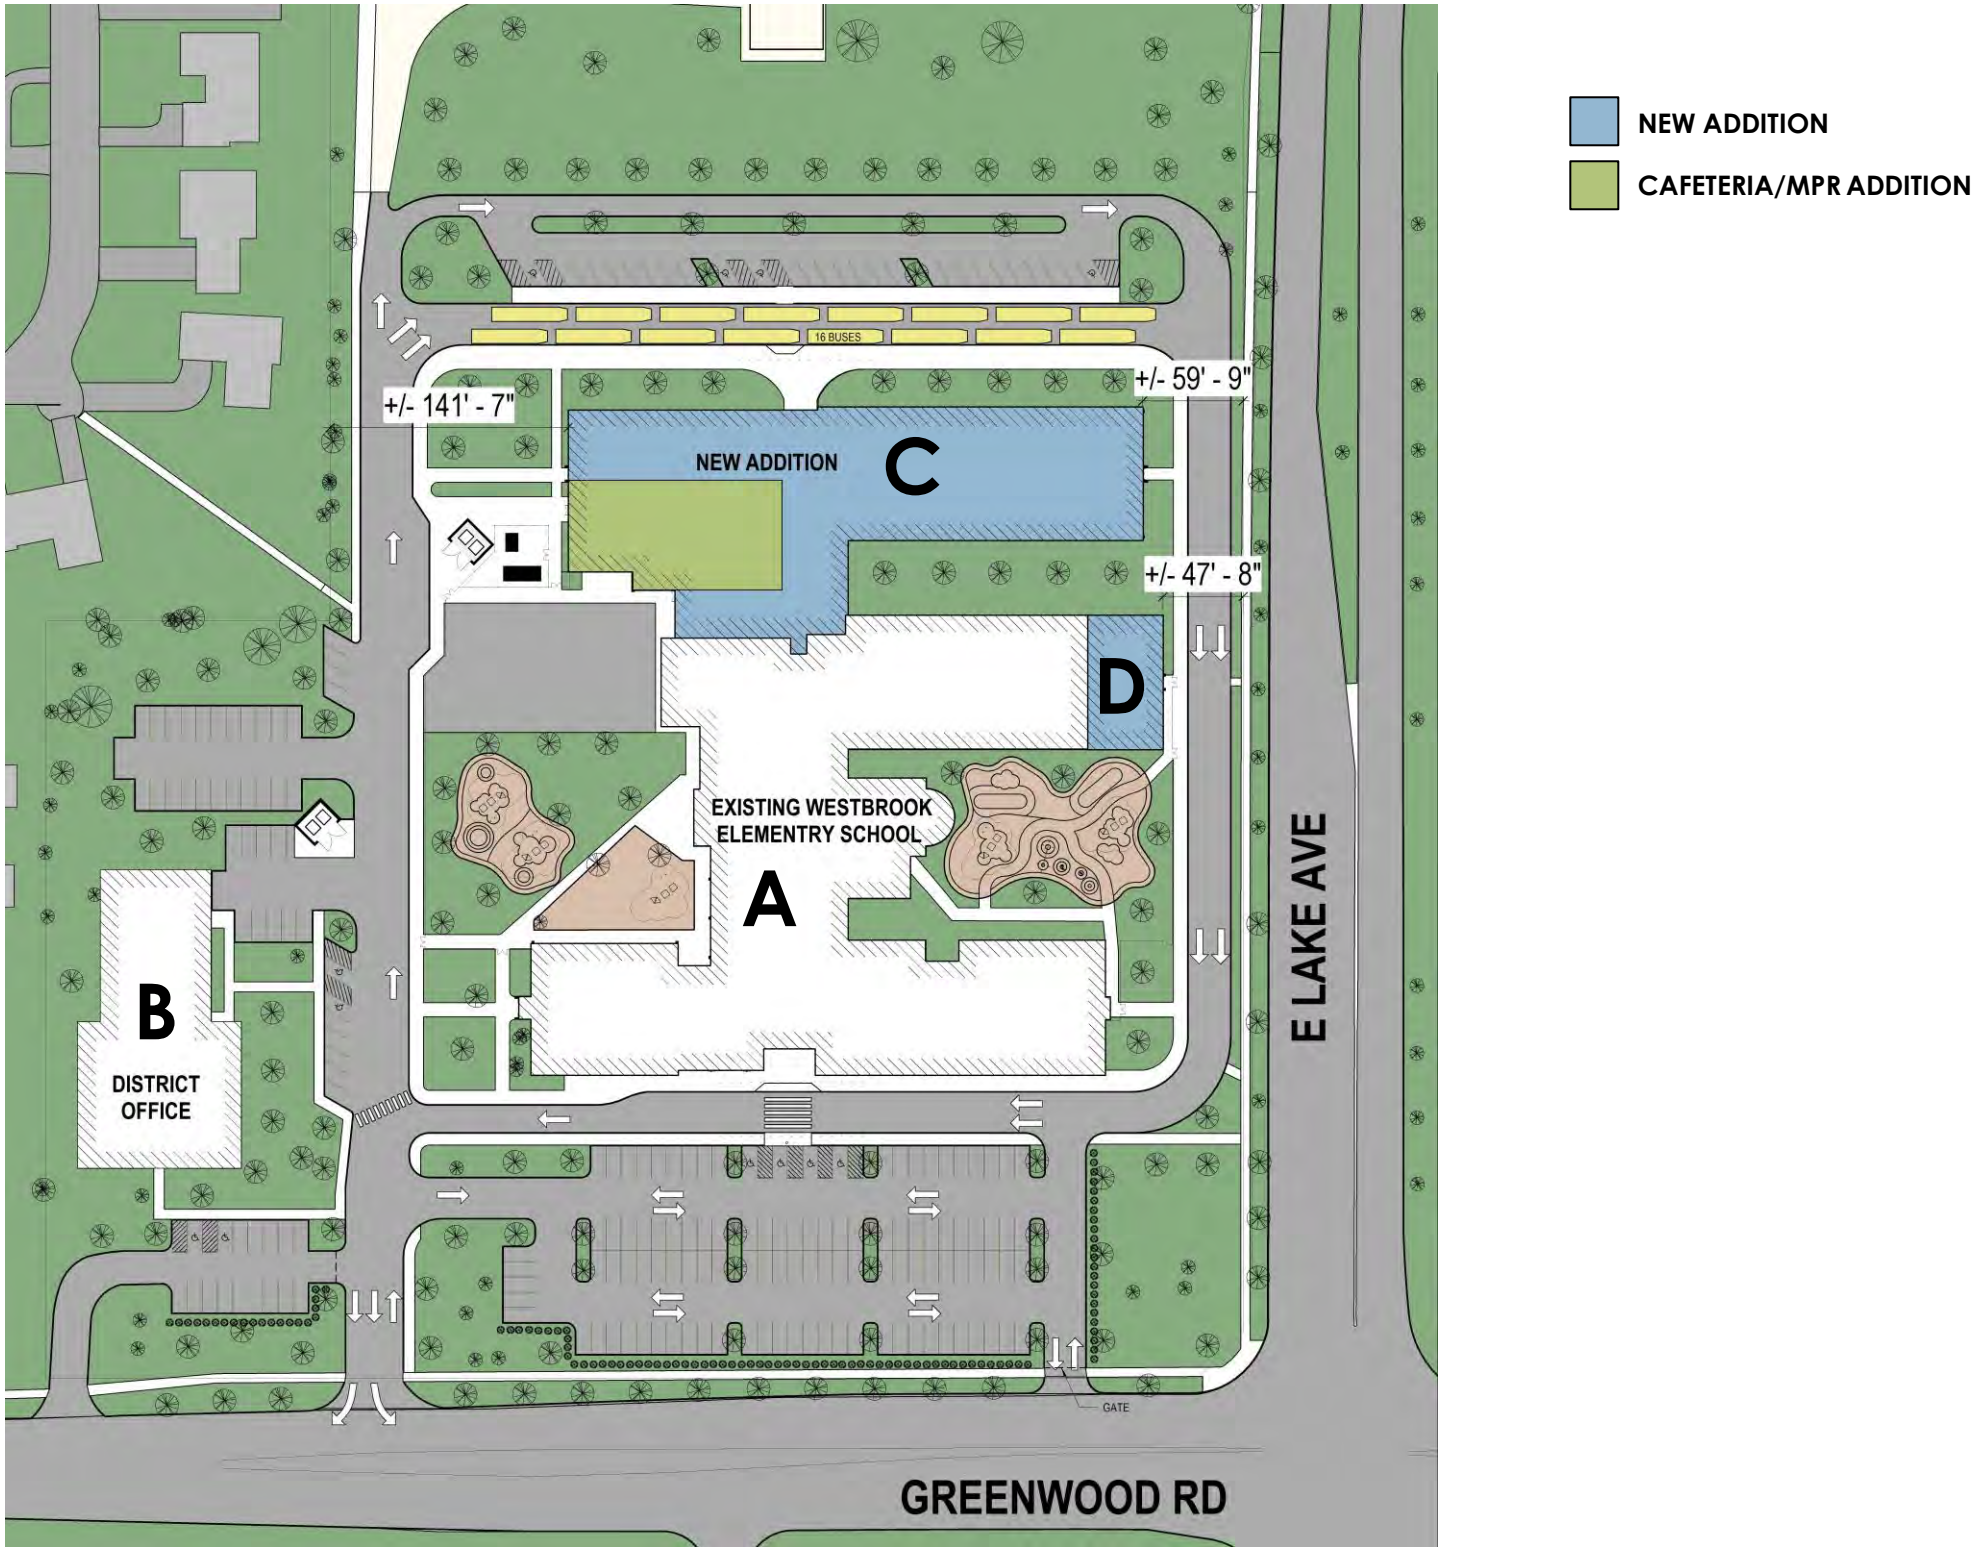 NEW ADDITION
CAFETERIA/MPR ADDITION
16 BUSES
+/- 59' - 9"
+/- 141' - 7"
NEW ADDITION
C
+/- 47' - 8"
D
EXISTING WESTBROOK
ELEMENTRY SCHOOL
A
E LAKE AVE
B
DISTRICT
OFFICE
GATE
GREENWOOD RD